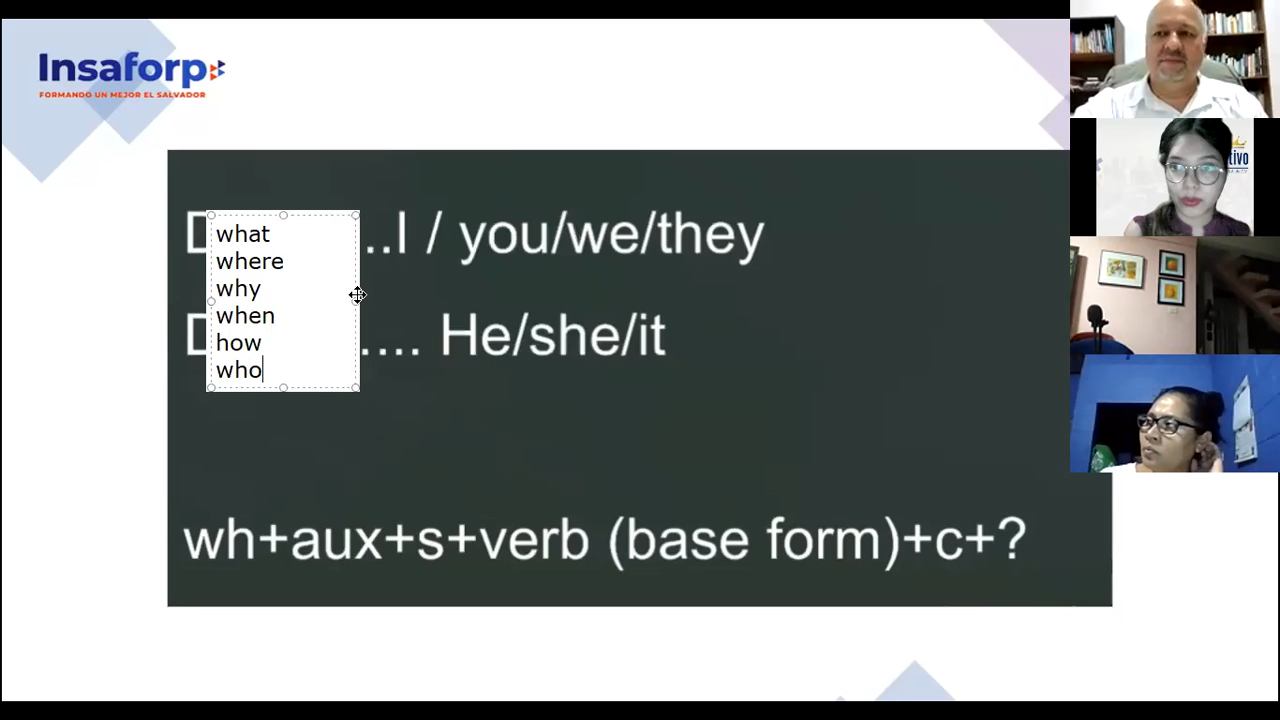 Insaforp
FORMANDO UN MEJOR EL SALVADOR
D ..I / you/we/they
what
where
why
when
how
who
D .... He/she/it
wh+aux+s+verb (base form)+c+?
tivo